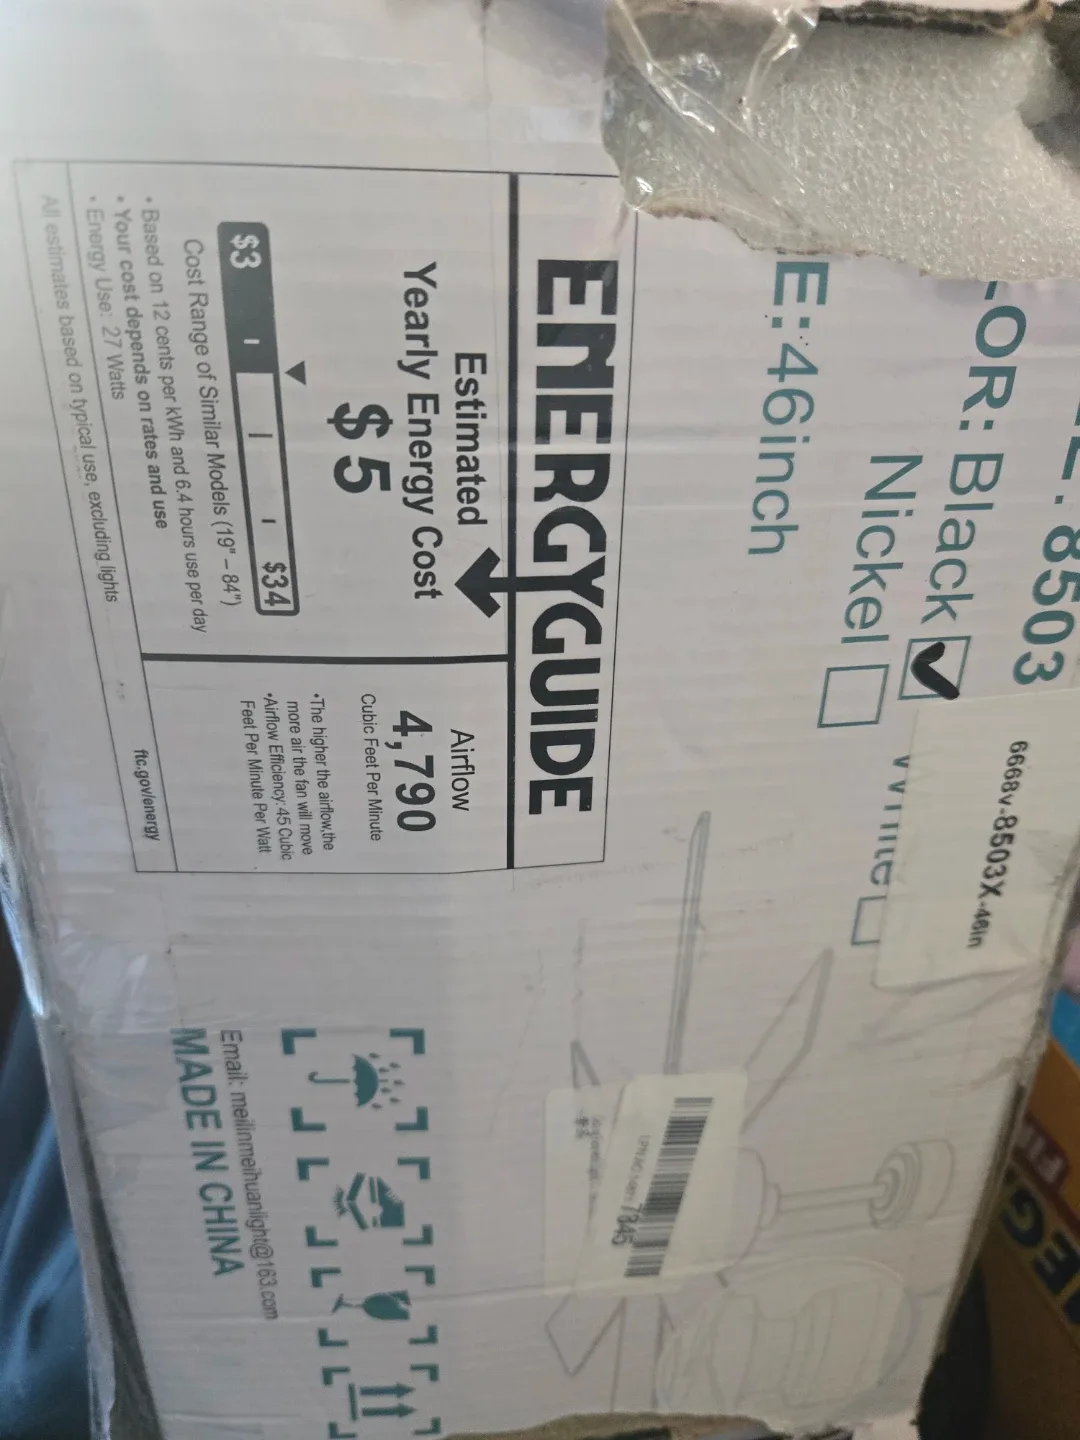 8503
6668v-8503X-46in
OR: Black
Nickel
White
E:46inch
ENERGYGUIDE
Estimated
Yearly Energy Cost
$5
$3
$34
Cost Range of Similar Models (19" – 84")
• Based on 12 cents per kWh and 6.4 hours use per day
• Your cost depends on rates and use
• Energy Use: 27 Watts
All estimates based on typical use, excluding lights
Airflow
4,790
Cubic Feet Per Minute
•The higher the airflow,the
more air the fan will move
•Airflow Efficiency: 45 Cubic
Feet Per Minute Per Watt
ftc.gov/energy
7845
Email: meilinmeihuanlight@163.com
MADE IN CHINA
EG